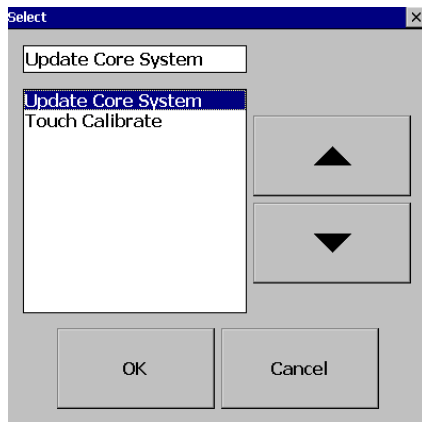 Select
Update Core System
Update Core System
Touch Calibrate
OK
Cancel